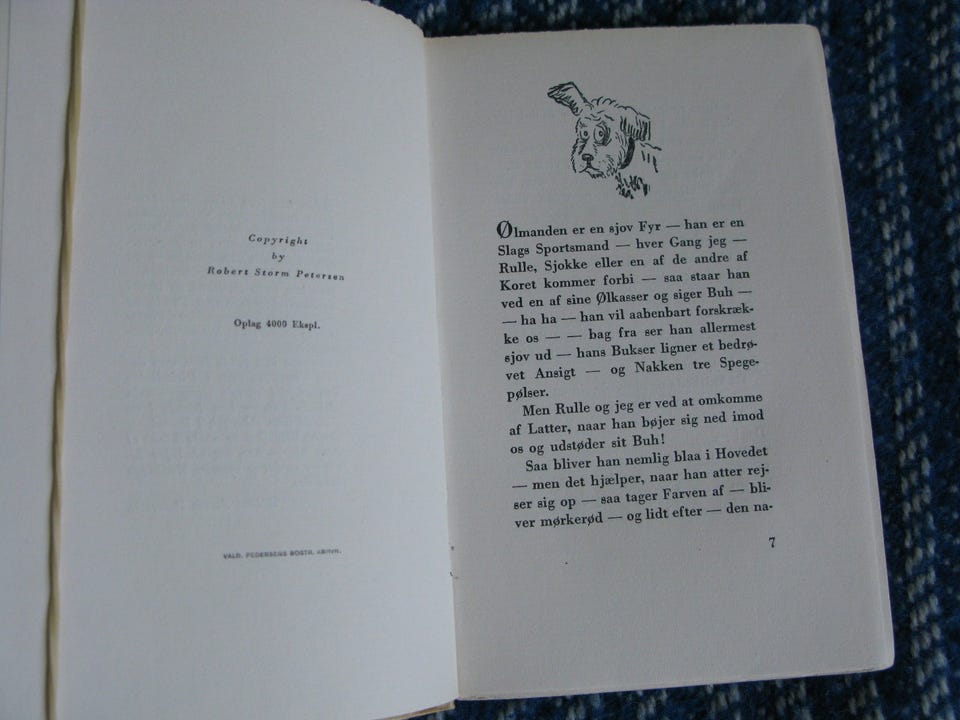 Copyright
by
Robert Storm Petersen
Oplag 4000 Ekspl.
VALD. PEDERSENS BOGTR. KBHVN.
Ølmanden er en sjov Fyr — han er en
Slags Sportsmand — hver Gang jeg —
Rulle, Sjokke eller en af de andre af
Koret kommer forbi — saa staar han
ved en af sine Ølkasser og siger Buh —
— ha ha — han vil aabenbart forskræk-
ke os — — bag fra ser han allermest
sjov ud — hans Bukser ligner et bedrø-
vet Ansigt — og Nakken tre Spege-
pølser.
Men Rulle og jeg er ved at omkomme
af Latter, naar han bøjer sig ned imod
os og udstøder sit Buh!
Saa bliver han nemlig blaa i Hovedet
— men det hjælper, naar han atter rej-
ser sig op — saa tager Farven af — bli-
ver mørkerød — og lidt efter — den na-
7